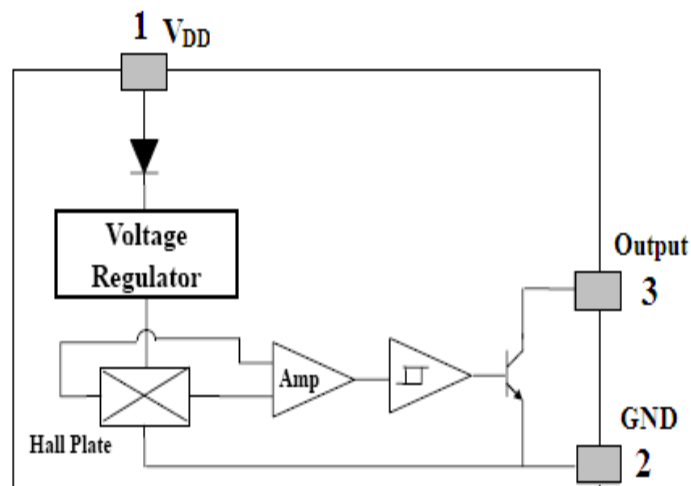 1 VDD
Voltage
Regulator
Output
3
Amp
GND
Hall Plate
2